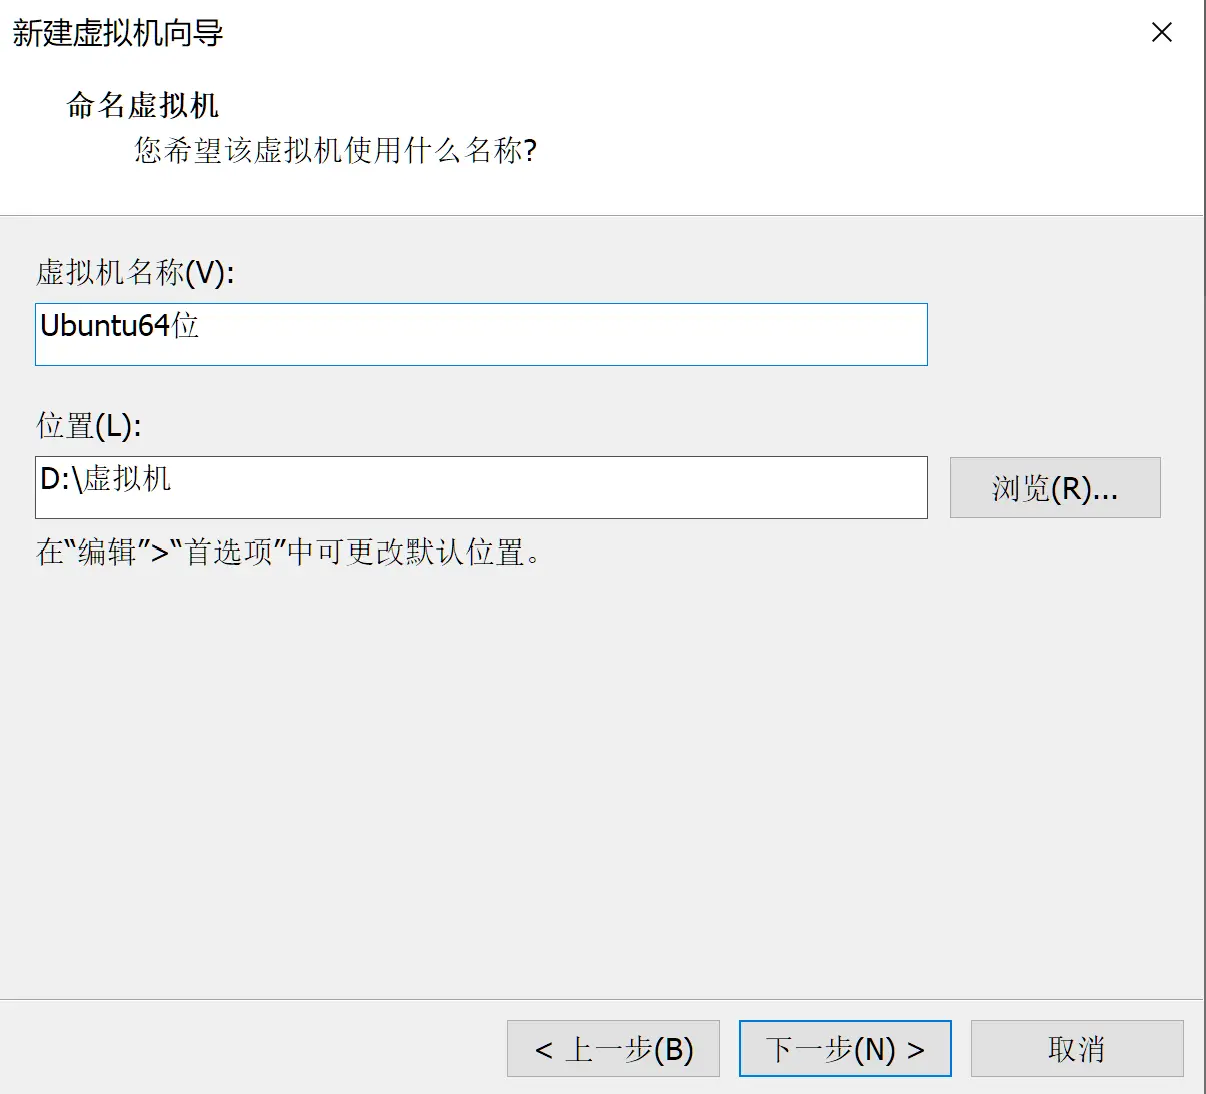 新建虚拟机向导
命名虚拟机
您希望该虚拟机使用什么名称?
虚拟机名称(V):
Ubuntu64位
位置(L):
D:\虚拟机
浏览(R)...
在“编辑”>“首选项”中可更改默认位置。
< 上一步(B)
下一步(N) >
取消